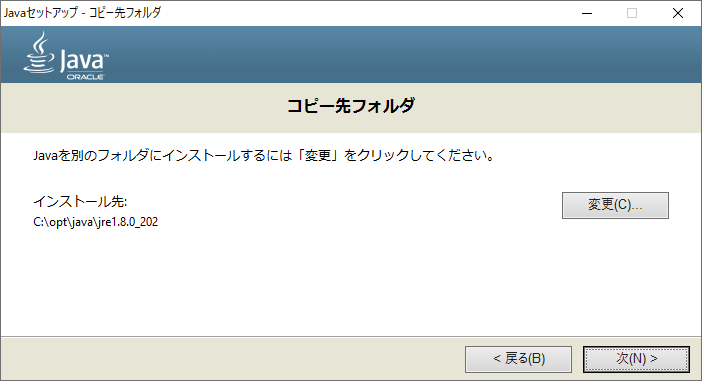 Javaセットアップ - コピー先フォルダ
Java™
ORACLE
コピー先フォルダ
Javaを別のフォルダにインストールするには「変更」をクリックしてください。
インストール先:
変更(C)...
C:\opt\java\jre1.8.0_202
< 戻る(B)
次(N) >